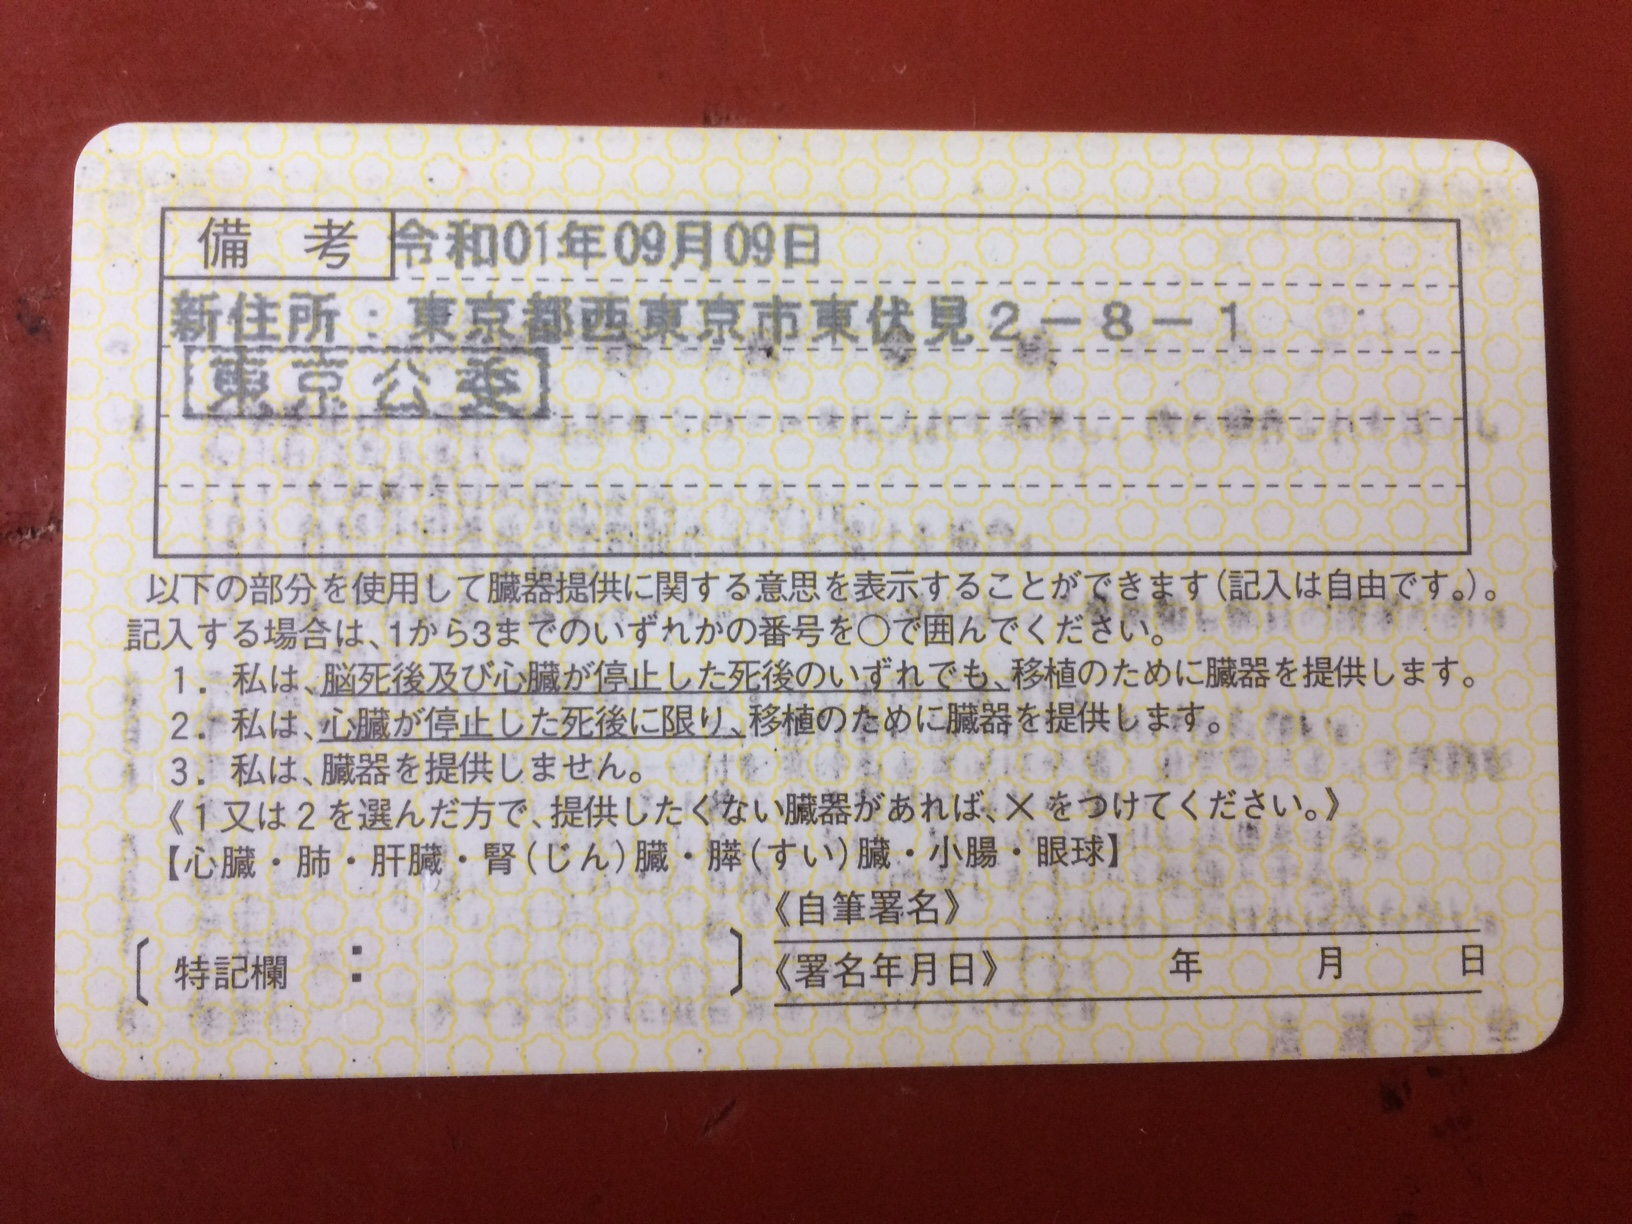 備考 令和01年09月09日
新住所：東京都西東京市東伏見2－8－1
東京公委
以下の部分を使用して臓器提供に関する意思を表示することができます(記入は自由です。)。
記入する場合は、1から3までのいずれかの番号を○で囲んでください。
1. 私は、脳死後及び心臓が停止した死後のいずれでも、移植のために臓器を提供します。
2. 私は、心臓が停止した死後に限り、移植のために臓器を提供します。
3. 私は、臓器を提供しません。
《1又は2を選んだ方で、提供したくない臓器があれば、×をつけてください。》
【心臓・肺・肝臓・腎(じん)臓・膵(すい)臓・小腸・眼球】
《自筆署名》
〔特記欄 ： 〕《署名年月日》 年 月 日